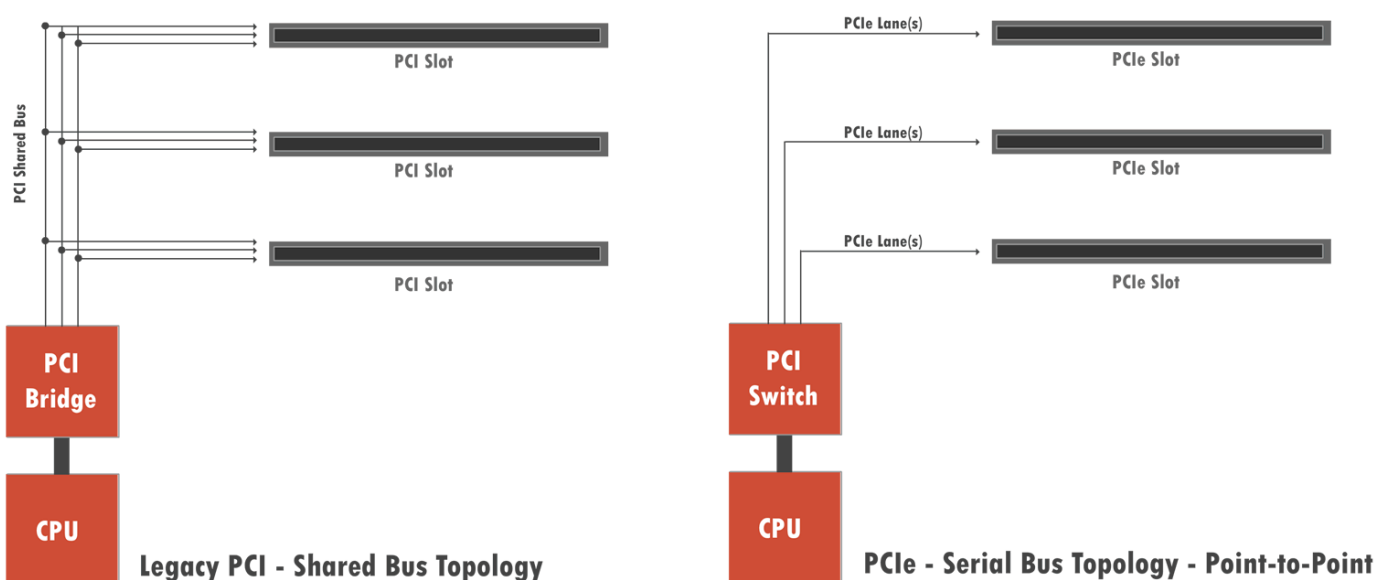 PCI Shared Bus
PCI Slot
PCI Slot
PCI Slot
PCI
Bridge
CPU
Legacy PCI - Shared Bus Topology
PCIe Lane(s)
PCIe Slot
PCIe Lane(s)
PCIe Slot
PCIe Lane(s)
PCIe Slot
PCI
Switch
CPU
PCIe - Serial Bus Topology - Point-to-Point